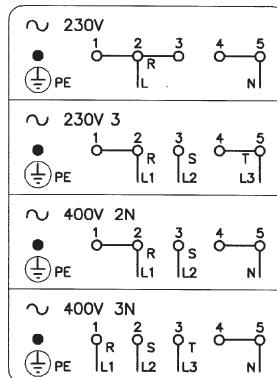 ∿ 230V
1 2 3 4 5
R
PE L N
∿ 230V 3
1 2 3 4 5
R S T
PE L1 L2 L3
∿ 400V 2N
1 2 3 4 5
R S
PE L1 L2 N
∿ 400V 3N
1 2 3 4 5
R S T
PE L1 L2 L3 N